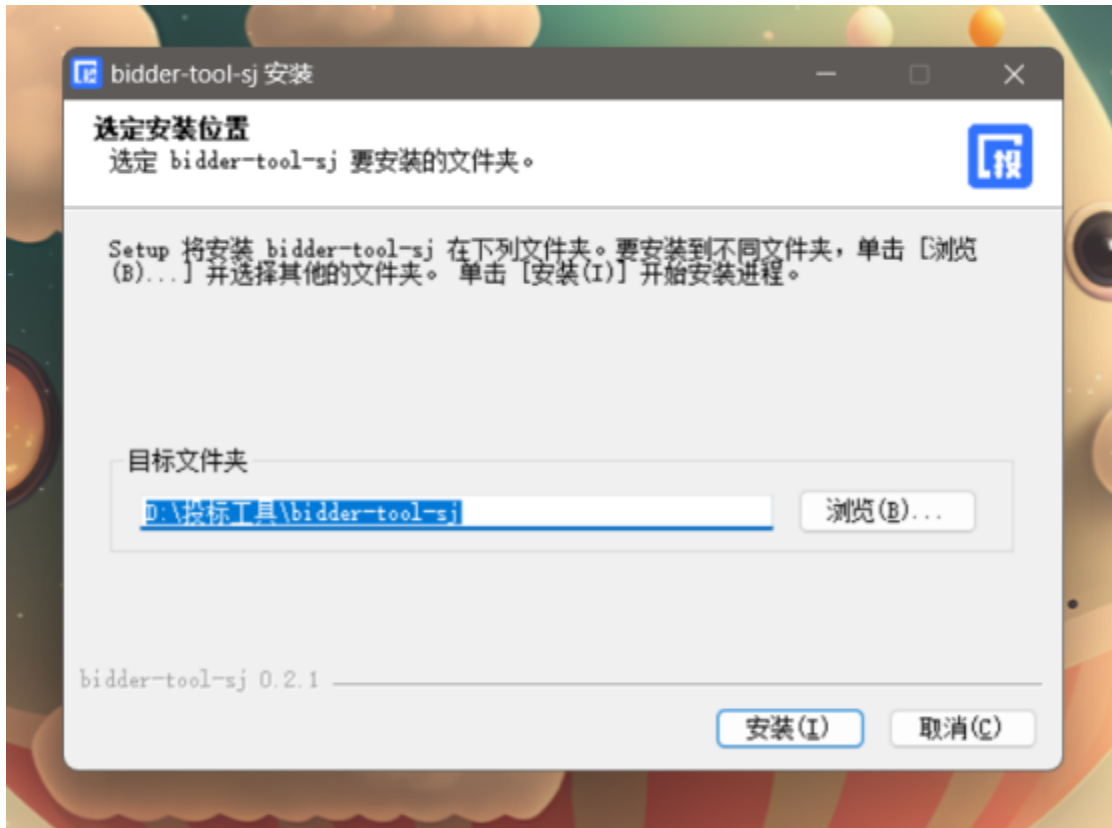 bidder-tool-sj 安装
选定安装位置
选定 bidder-tool-sj 要安装的文件夹。
投
Setup 将安装 bidder-tool-sj 在下列文件夹。要安装到不同文件夹，单击 [浏览
(B)...] 并选择其他的文件夹。 单击 [安装(I)] 开始安装进程。
目标文件夹
D:\投标工具\bidder-tool-sj
浏览(B)...
bidder-tool-sj 0.2.1
安装(I)
取消(C)